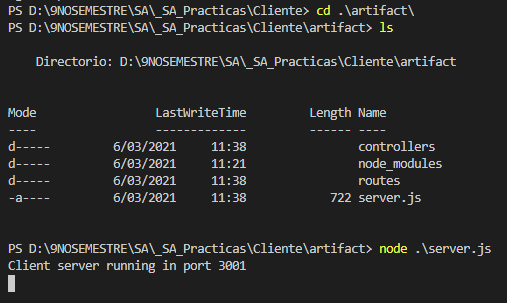 PS D:\9NOSEMESTRE\SA\_SA_Practicas\Cliente> cd .\artifact\
PS D:\9NOSEMESTRE\SA\_SA_Practicas\Cliente\artifact> ls
Directorio: D:\9NOSEMESTRE\SA\_SA_Practicas\Cliente\artifact
Mode LastWriteTime Length Name
---- ------------- ------ ----
d----- 6/03/2021 11:38 controllers
d----- 6/03/2021 11:21 node_modules
d----- 6/03/2021 11:38 routes
-a---- 6/03/2021 11:38 722 server.js
PS D:\9NOSEMESTRE\SA\_SA_Practicas\Cliente\artifact> node .\server.js
Client server running in port 3001